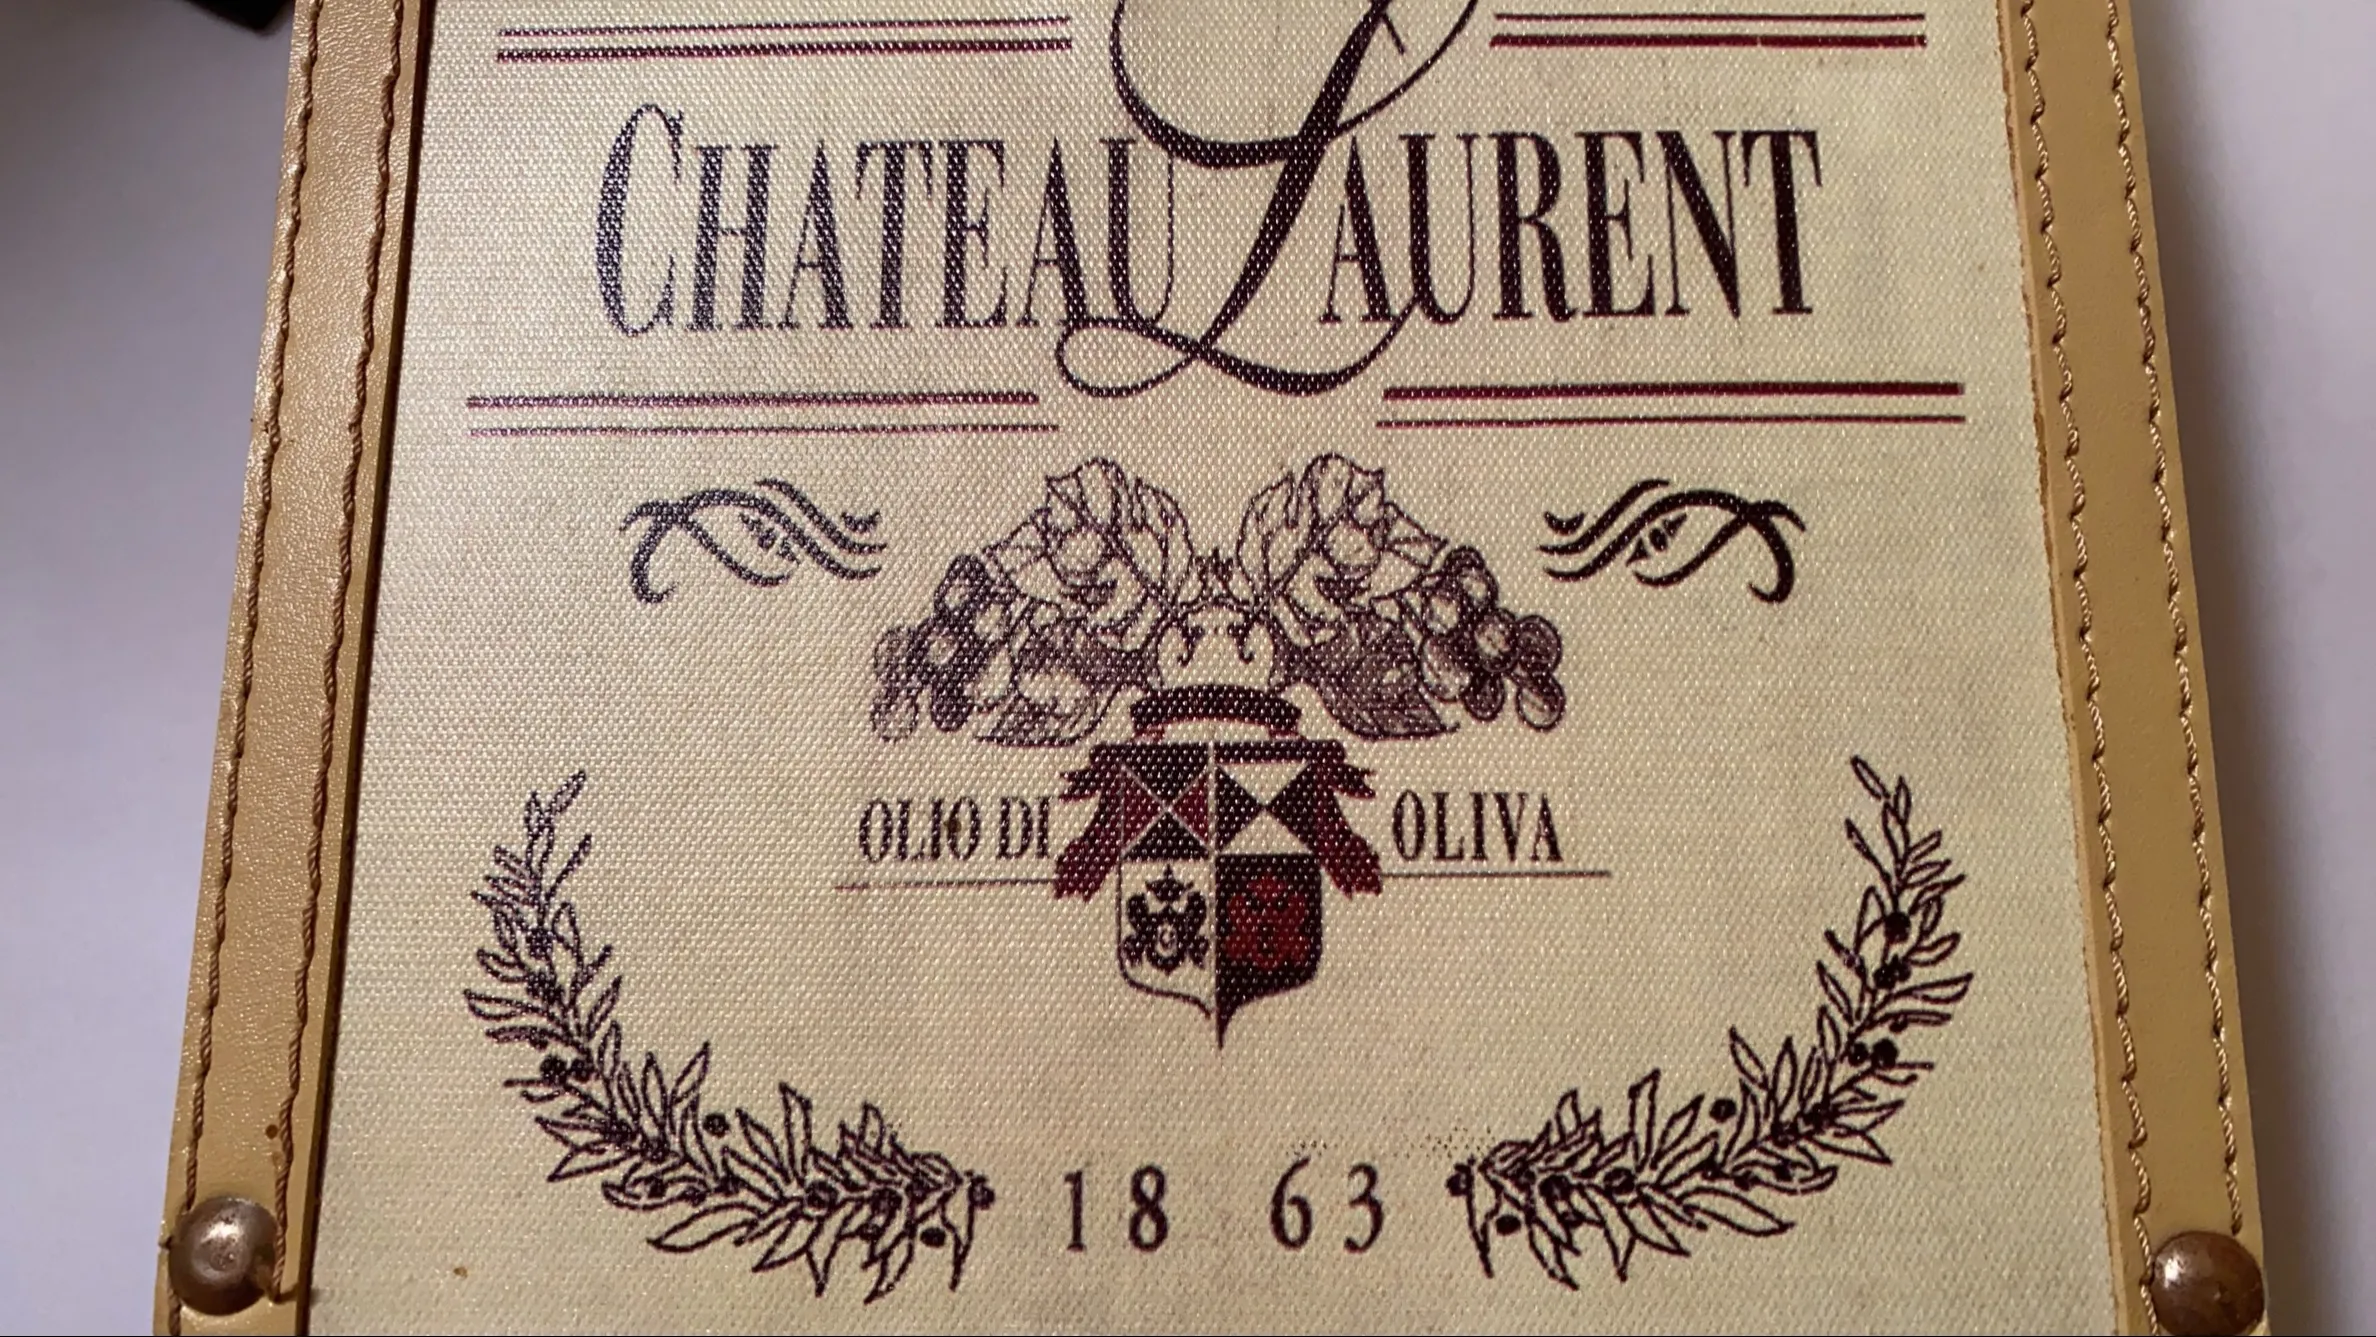 CHATEAU LAURENT
OLIO DI OLIVA
18 63